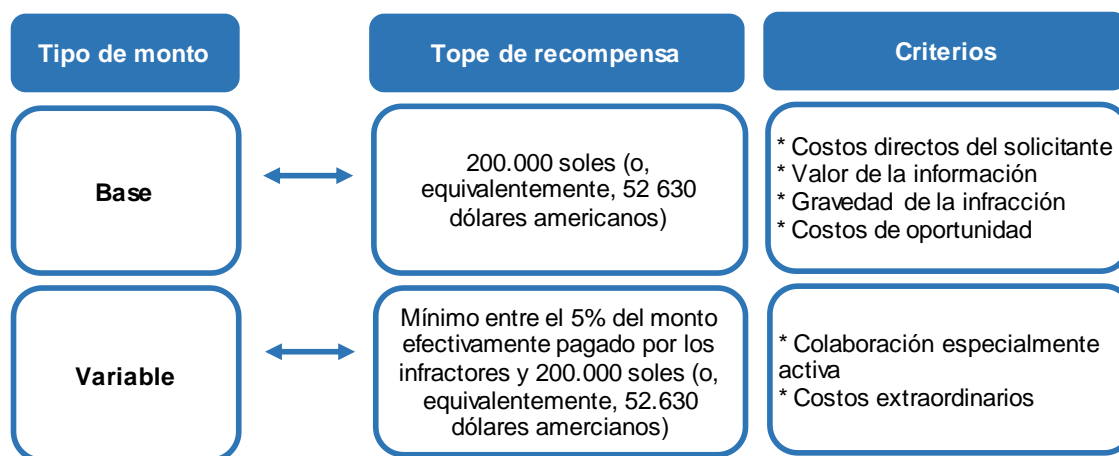 Tipo de monto
Tope de recompensa
Criterios
Base
200.000 soles (o,
equivalentemente, 52 630
dólares americanos)
* Costos directos del solicitante
* Valor de la información
* Gravedad de la infracción
* Costos de oportunidad
Variable
Mínimo entre el 5% del monto
efectivamente pagado por los
infractores y 200.000 soles (o,
equivalentemente, 52.630
dólares amercianos)
* Colaboración especialmente
activa
* Costos extraordinarios